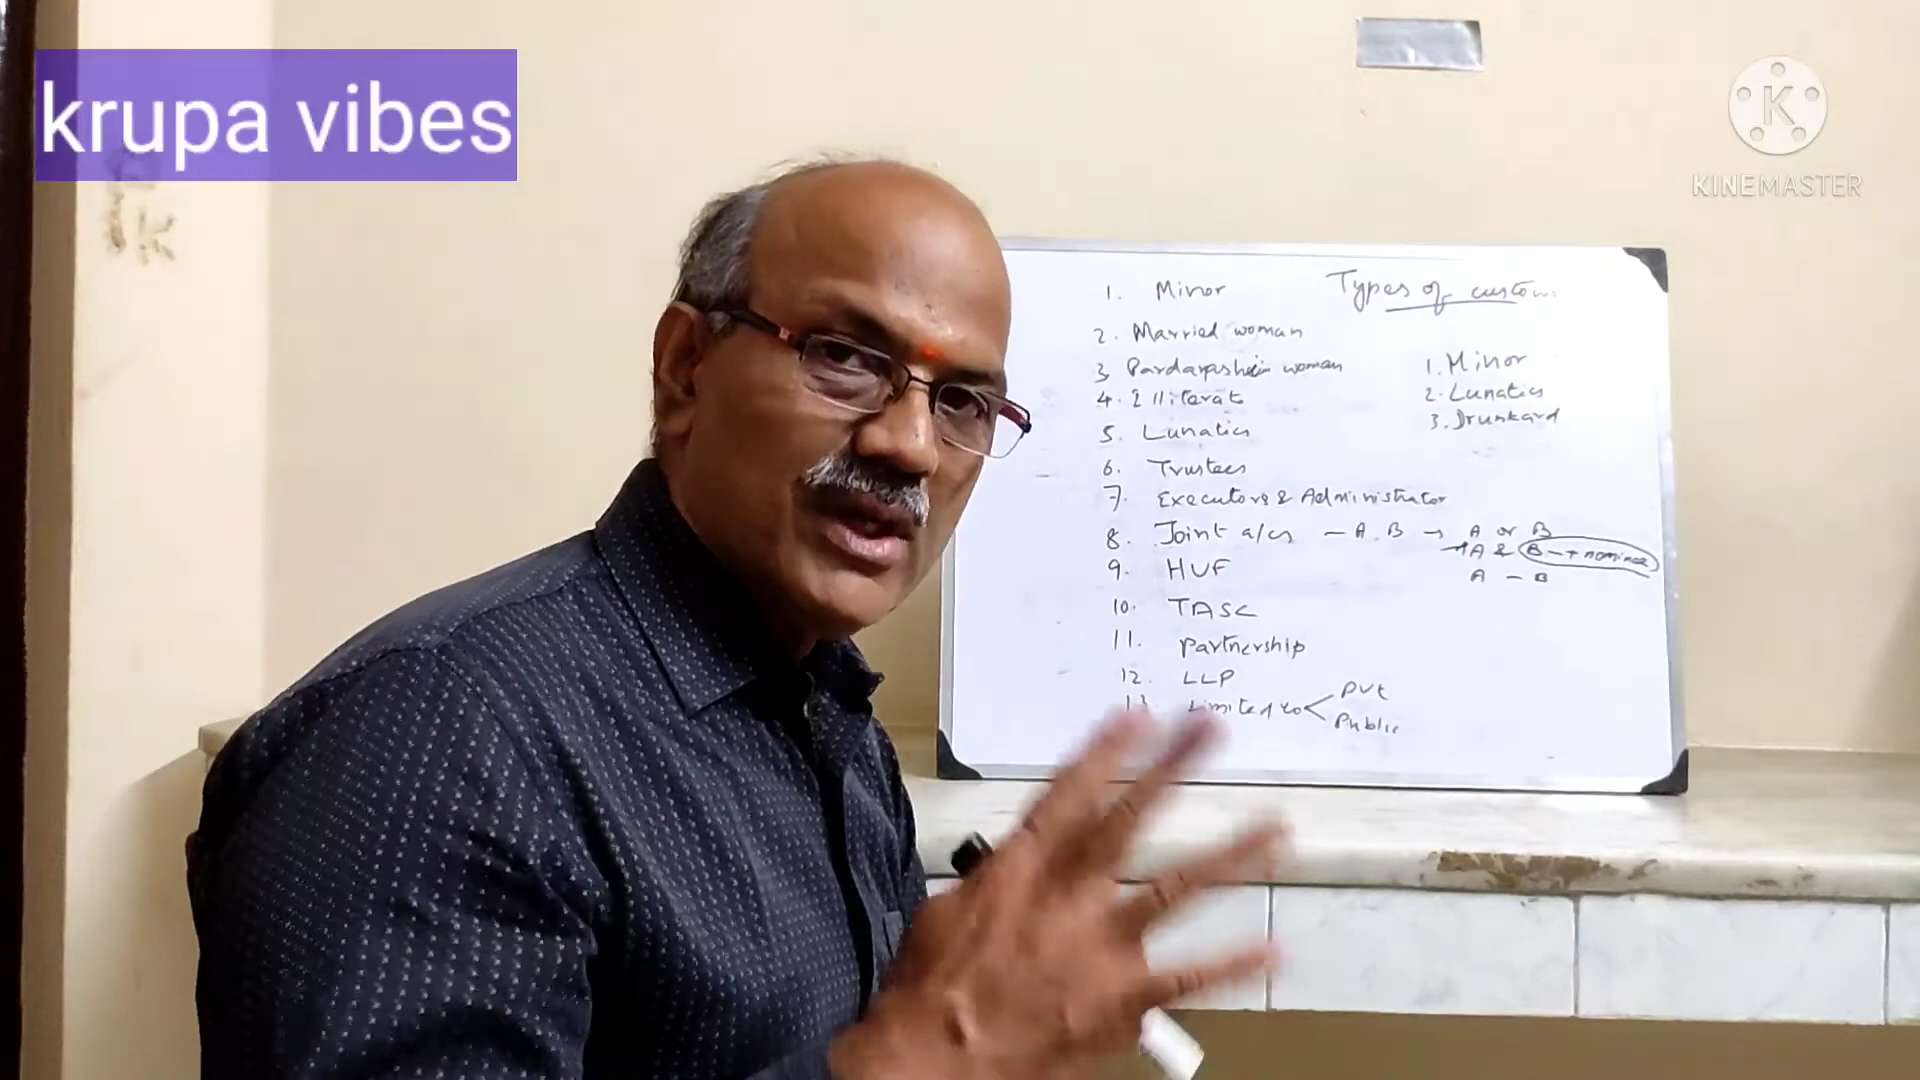 krupa vibes
KINEMASTER
Types of custom
1. Minor
2. Married woman
3 woman
4. Illiterate
5. Lunatics
6. Trustees
7. Executors & Administrator
8. Joint a/cs – A. B → A or B
→ A & B → nominee
A – B
9. HUF
10. TASC
11. Partnership
12. LLP
13 Limited co < Pvt
Public
1. Minor
2. Lunatics
3. Drunkard